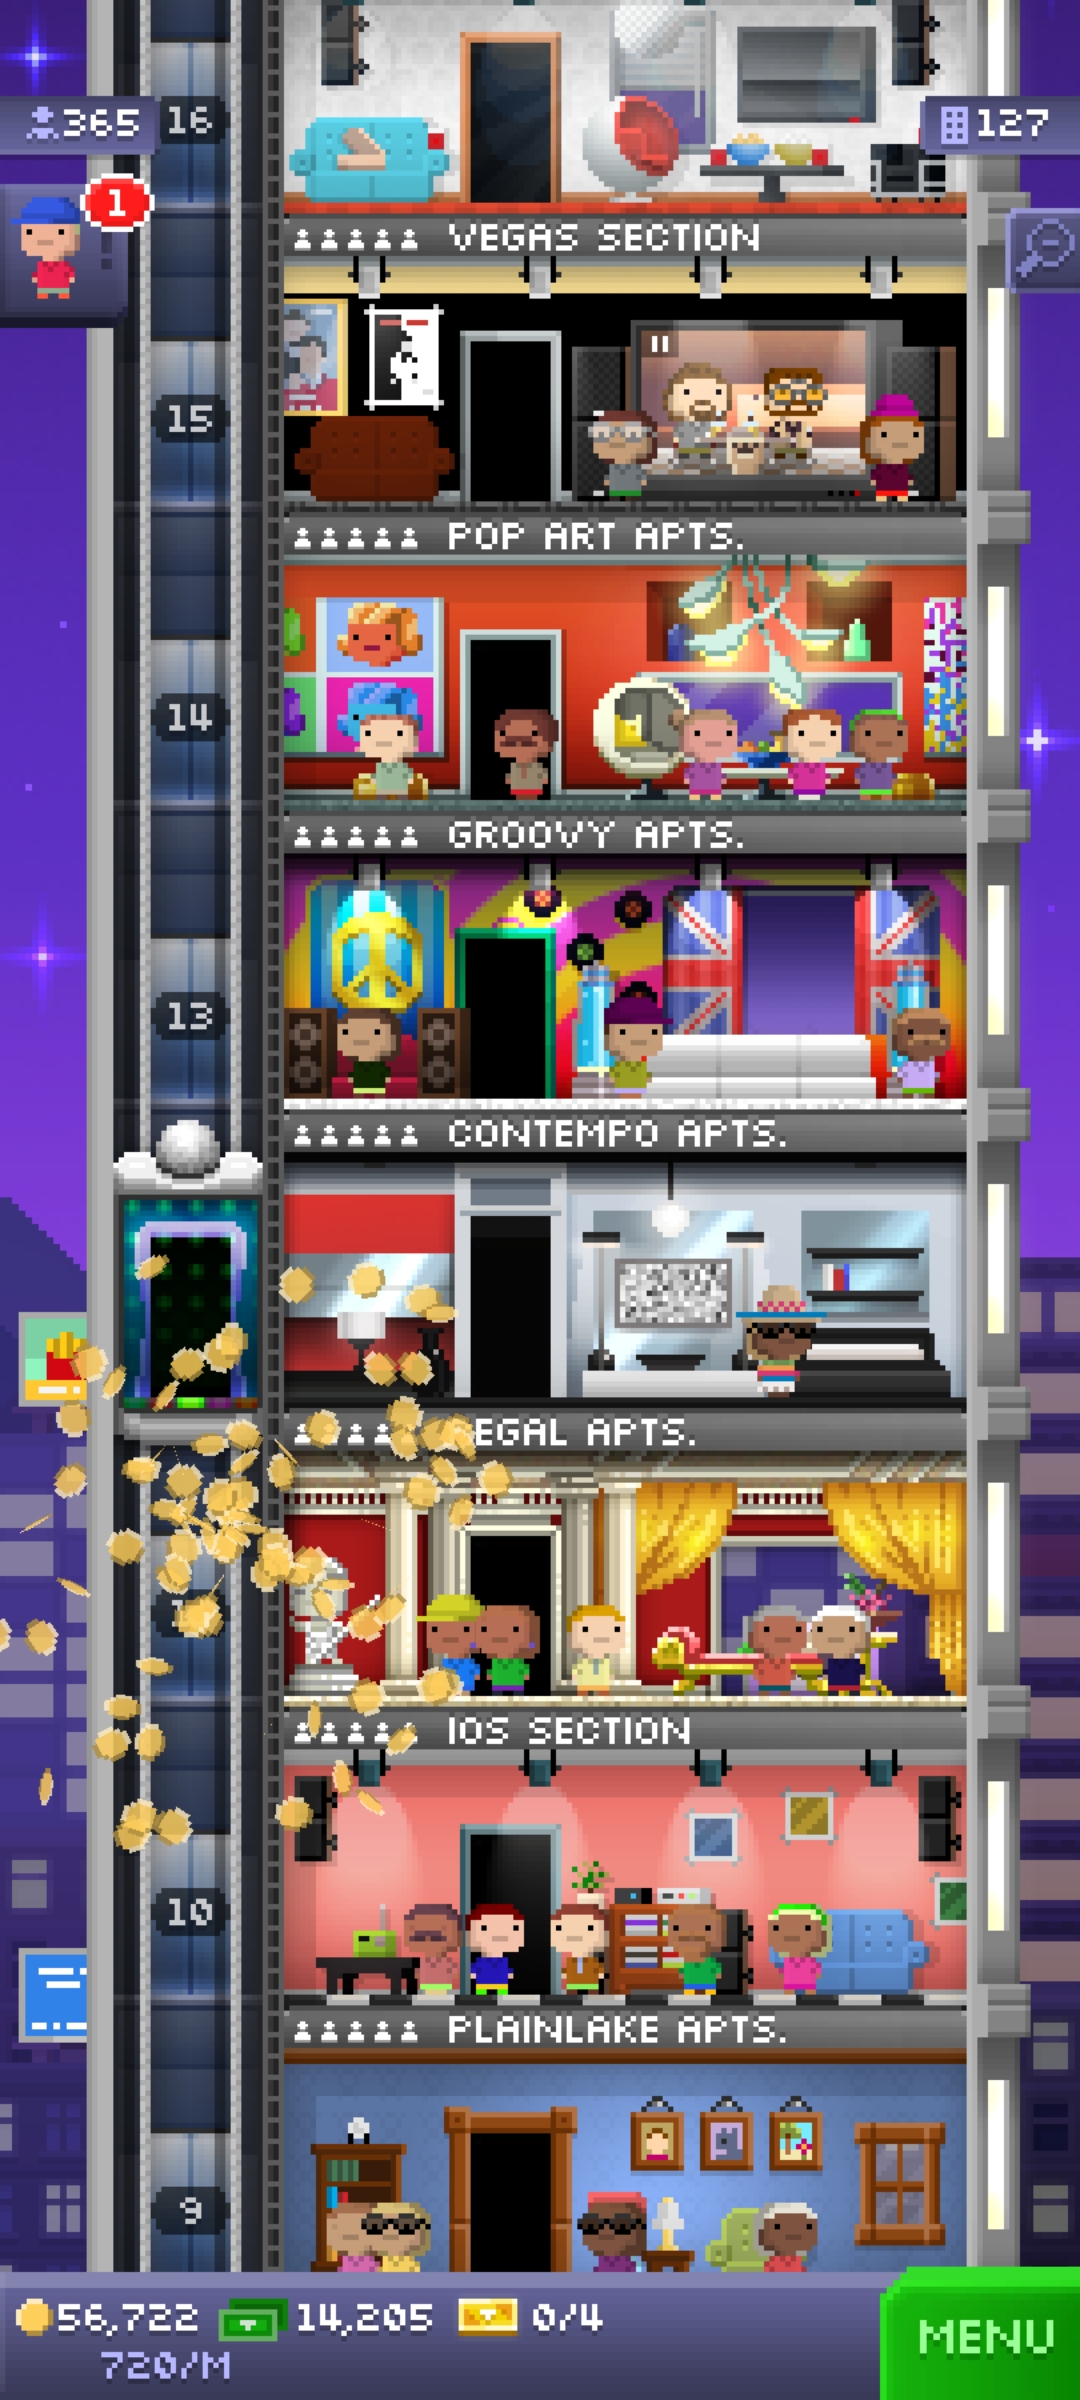 365
16
127
1
VEGAS SECTION
15
POP ART APTS.
14
GROOVY APTS.
13
CONTEMPO APTS.
EGAL APTS.
IOS SECTION
10
PLAINLAKE APTS.
9
56,722
14,205
0/4
720/M
MENU